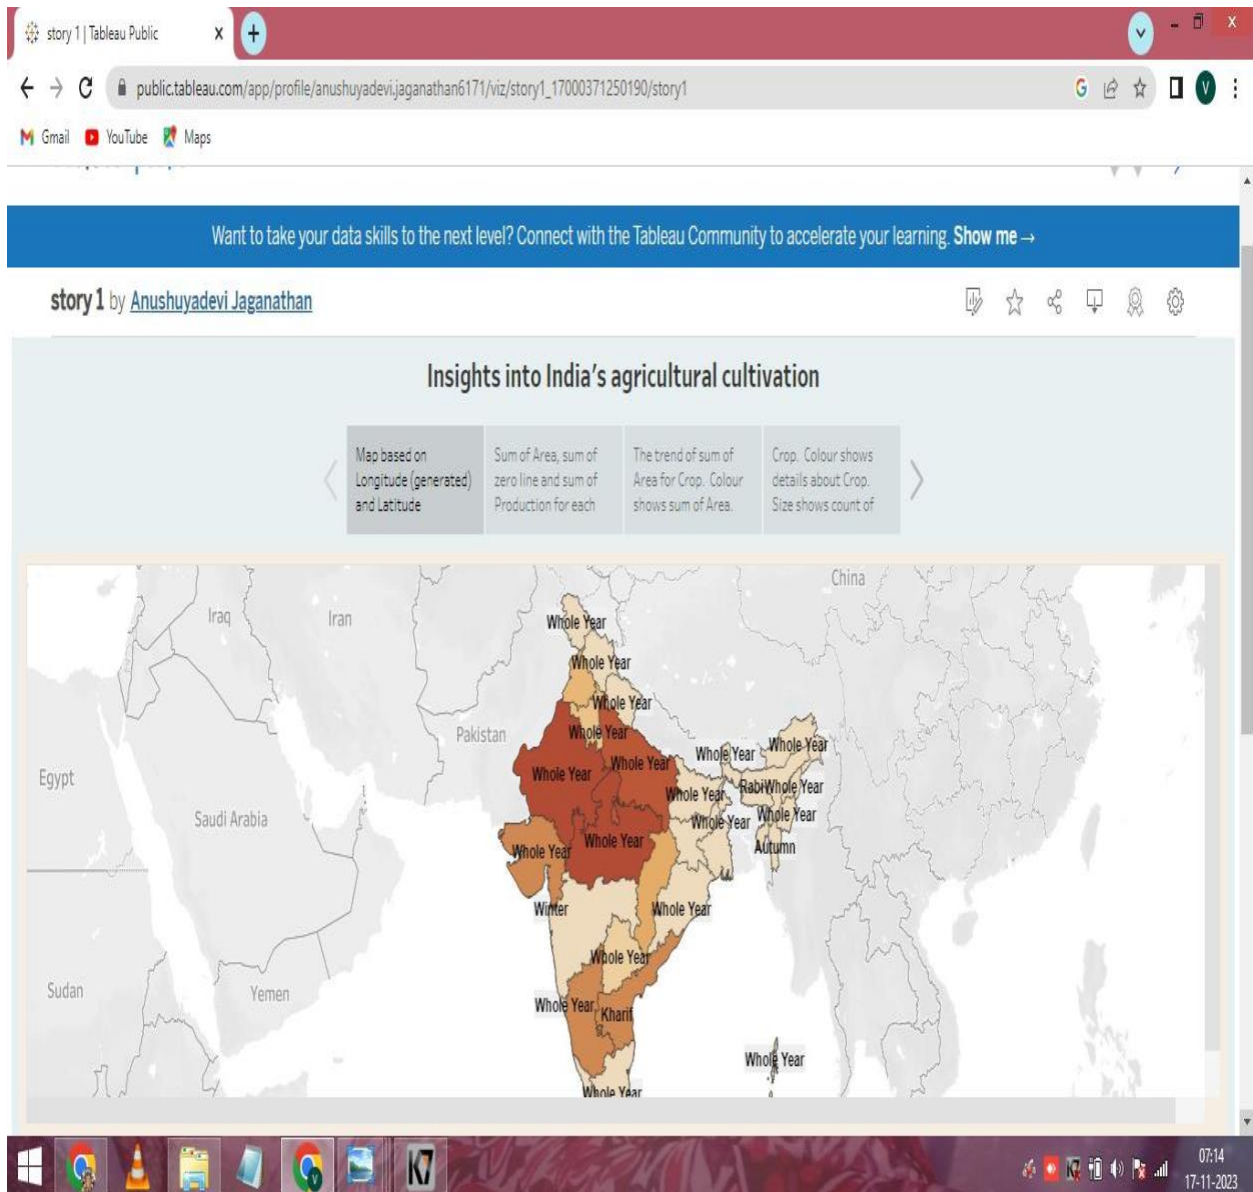 story 1 | Tableau Public
public.tableau.com/app/profile/anushuyadevi.jaganathan6171/viz/story1_17000371250190/story1
Gmail YouTube Maps
Want to take your data skills to the next level? Connect with the Tableau Community to accelerate your learning. Show me →
story 1 by Anushuyadevi Jaganathan
Insights into India's agricultural cultivation
Map based on
Longitude (generated)
and Latitude
Sum of Area, sum of
zero line and sum of
Production for each
The trend of sum of
Area for Crop. Colour
shows sum of Area.
Crop. Colour shows
details about Crop.
Size shows count of
China
Iraq
Iran
Whole Year
Whole Year
Whole Year
Pakistan
Whole Year
Whole Year
Whole Year
Egypt
Whole Year
Whole Year
Whole Year
Rabi
Whole Year
Saudi Arabia
Whole Year
Whole Year
Whole Year
Whole Year
Autumn
Winter
Whole Year
Whole Year
Sudan
Yemen
Whole Year
Kharif
Whole Year
Whole Year
K7
V
07:14
17-11-2023